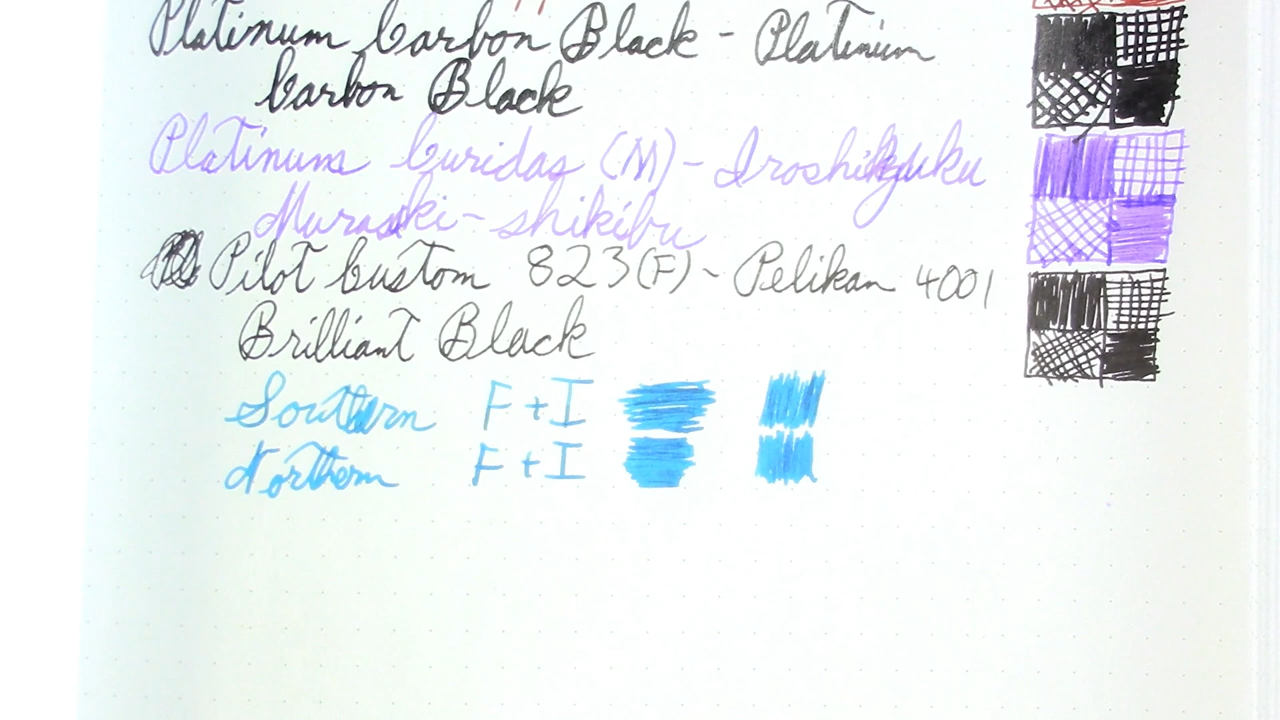 Platinum Carbon Black - Platinium
Carbon Black
Platinum Curidas (M) - Iroshizuku
Murasaki-shikibu
Pilot Custom 823(F) - Pelikan 4001
Brilliant Black
Southern F+I
Northern F+I